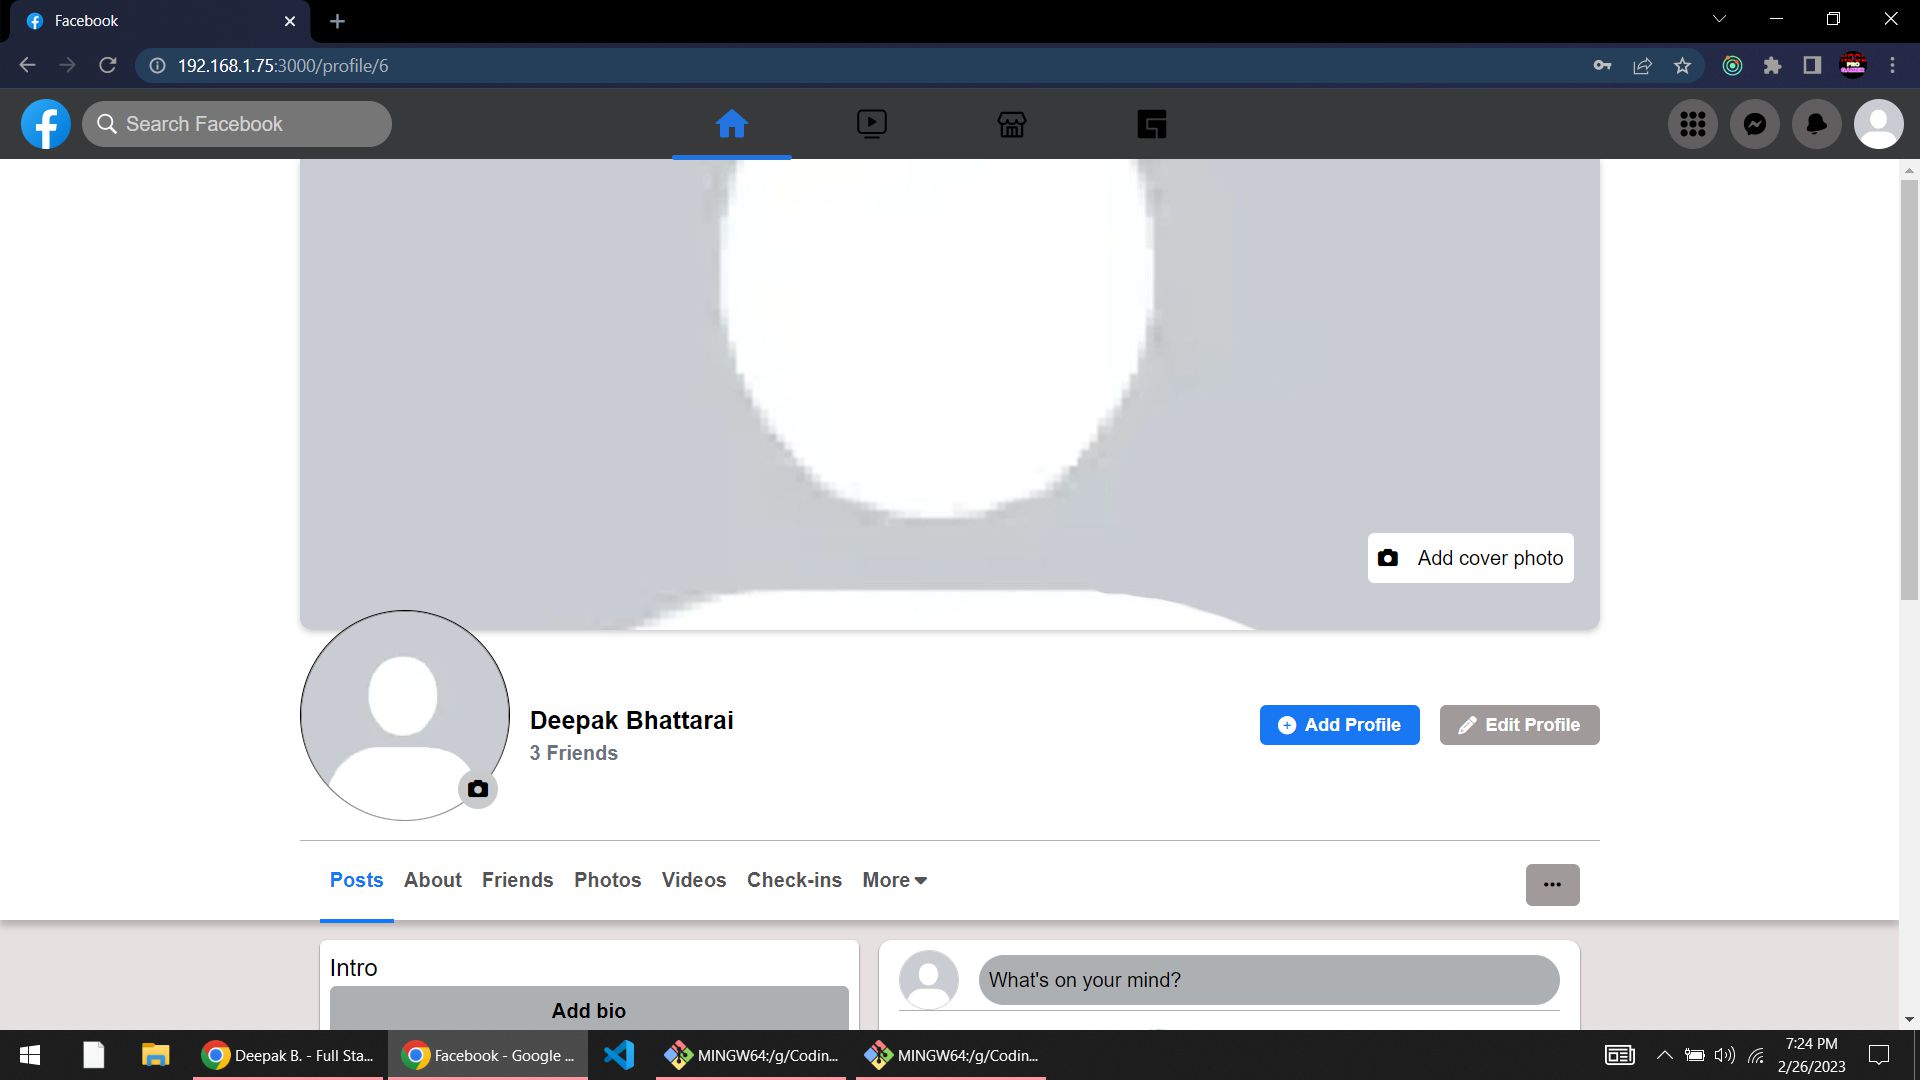 Facebook
192.168.1.75:3000/profile/6
Search Facebook
Add cover photo
Deepak Bhattarai
3 Friends
Add Profile
Edit Profile
Posts
About
Friends
Photos
Videos
Check-ins
More
Intro
What's on your mind?
Add bio
Deepak B. - Full Sta...
Facebook - Google ...
MINGW64:/g/Codin...
MINGW64:/g/Codin...
7:24 PM
2/26/2023